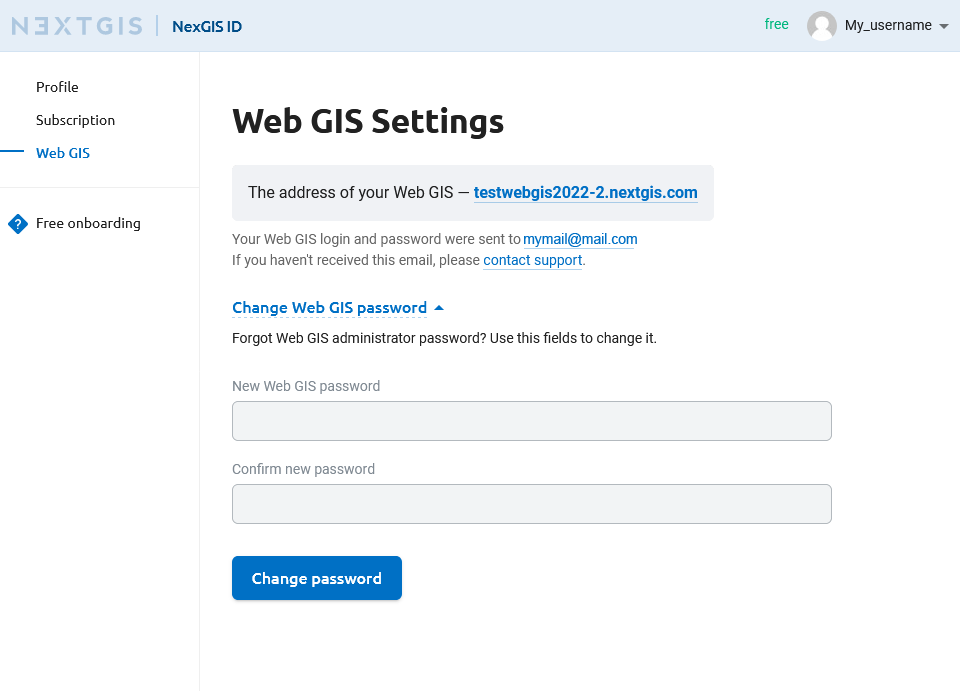 NEXTGIS | NexGIS ID
free
My_username
Profile
Subscription
Web GIS
Free onboarding
Web GIS Settings
The address of your Web GIS — testwebgis2022-2.nextgis.com
Your Web GIS login and password were sent to mymail@mail.com
If you haven't received this email, please contact support.
Change Web GIS password
Forgot Web GIS administrator password? Use this fields to change it.
New Web GIS password
Confirm new password
Change password